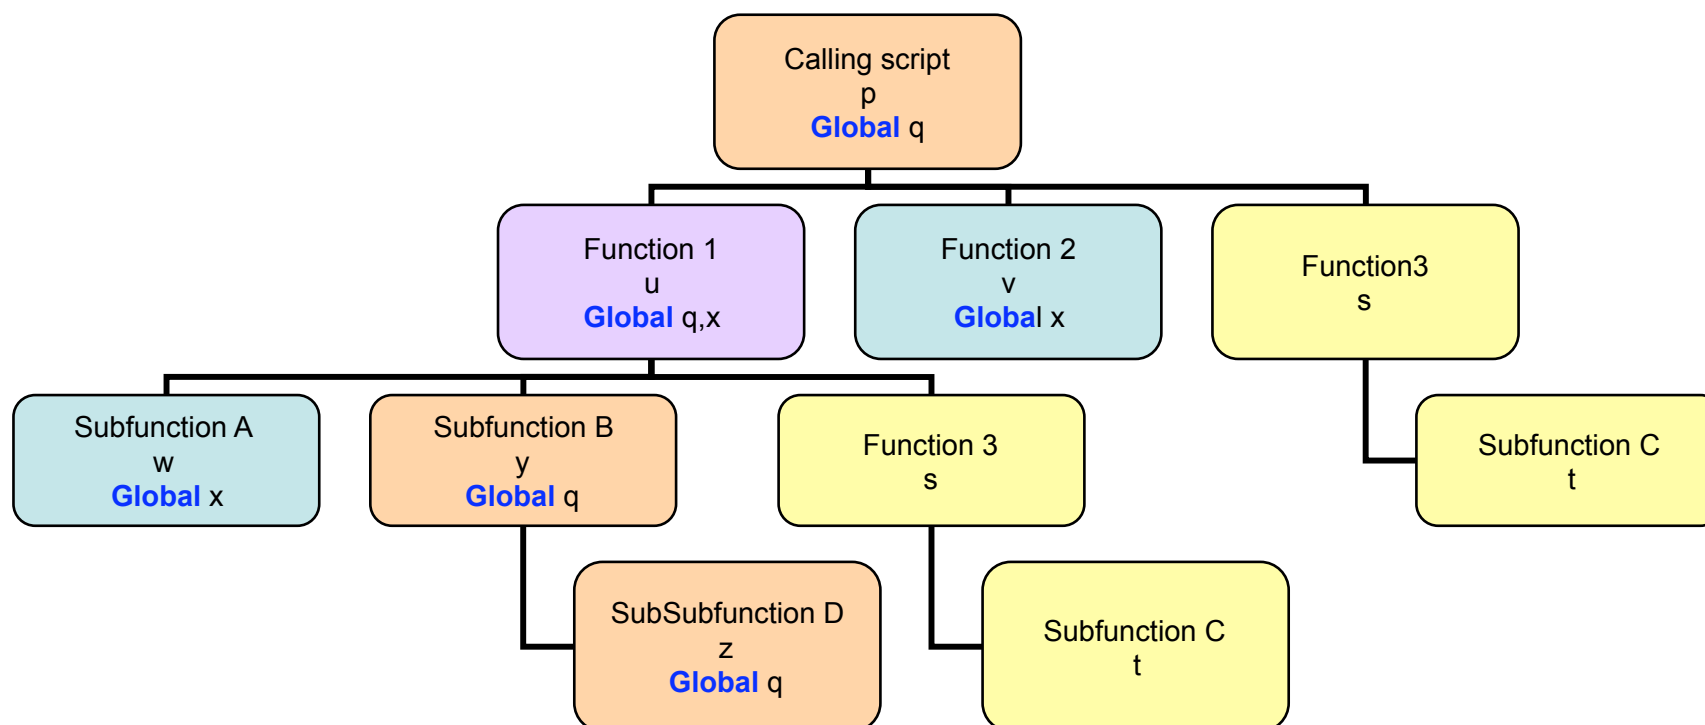 Calling script
p
Global q
Function 1
u
Global q,x
Function 2
v
Global x
Function3
s
Subfunction A
w
Global x
Subfunction B
y
Global q
Function 3
s
Subfunction C
t
SubSubfunction D
z
Global q
Subfunction C
t